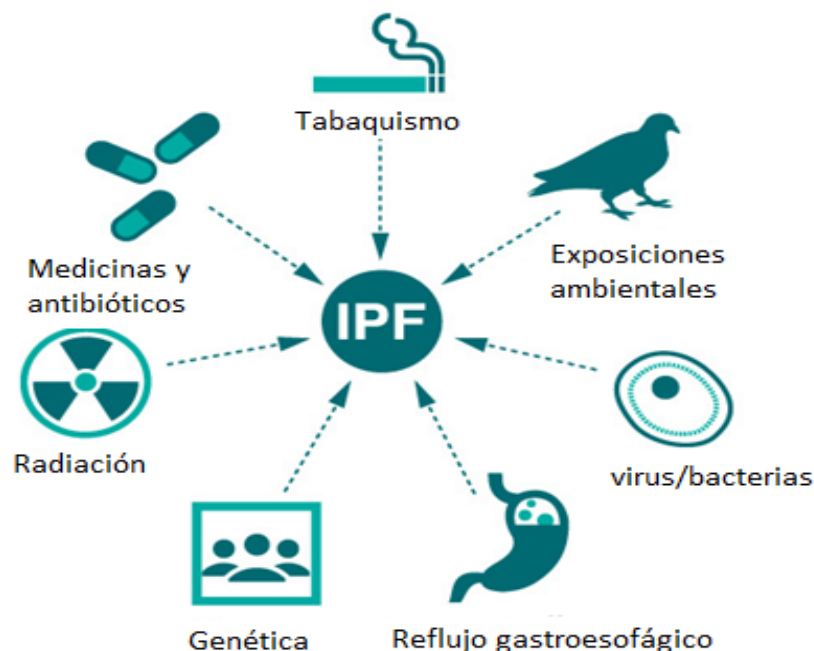 Tabaquismo
Medicinas y
antibióticos
Exposiciones
ambientales
IPF
Radiación
virus/bacterias
Genética
Reflujo gastroesofágico